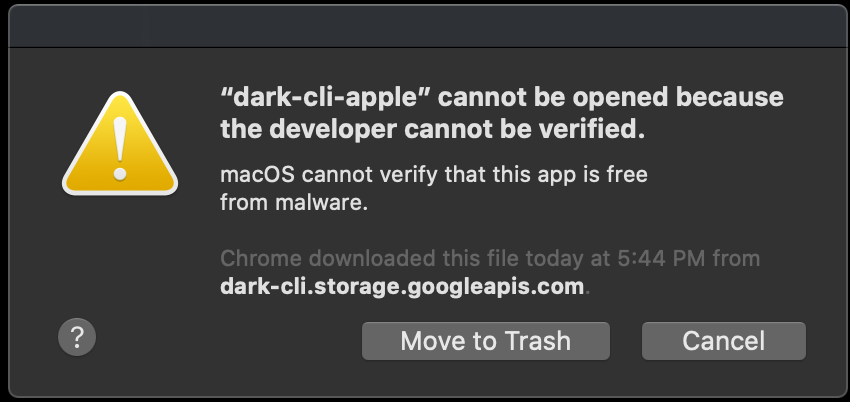 “dark-cli-apple” cannot be opened because
the developer cannot be verified.
macOS cannot verify that this app is free
from malware.
Chrome downloaded this file today at 5:44 PM from
dark-cli.storage.googleapis.com.
?
Move to Trash
Cancel